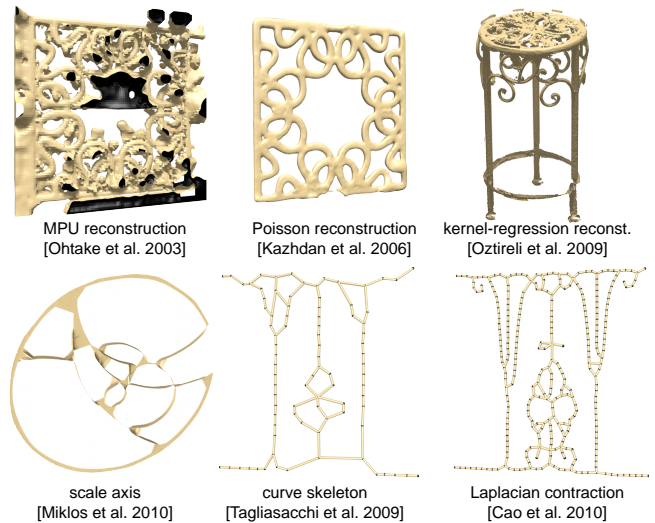 MPU reconstruction
[Ohtake et al. 2003]
Poisson reconstruction
[Kazhdan et al. 2006]
kernel-regression reconst.
[Oztireli et al. 2009]
scale axis
[Miklos et al. 2010]
curve skeleton
[Tagliasacchi et al. 2009]
Laplacian contraction
[Cao et al. 2010]